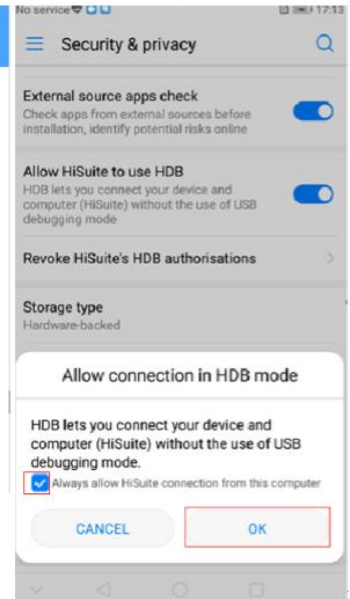 No service 17:13
Security & privacy
External source apps check
Check apps from external sources before
installation, identify potential risks online
Allow HiSuite to use HDB
HDB lets you connect your device and
computer (HiSuite) without the use of USB
debugging mode
Revoke HiSuite's HDB authorisations
Storage type
Hardware-backed
Allow connection in HDB mode
HDB lets you connect your device and
computer (HiSuite) without the use of USB
debugging mode.
Always allow HiSuite connection from this computer
CANCEL OK